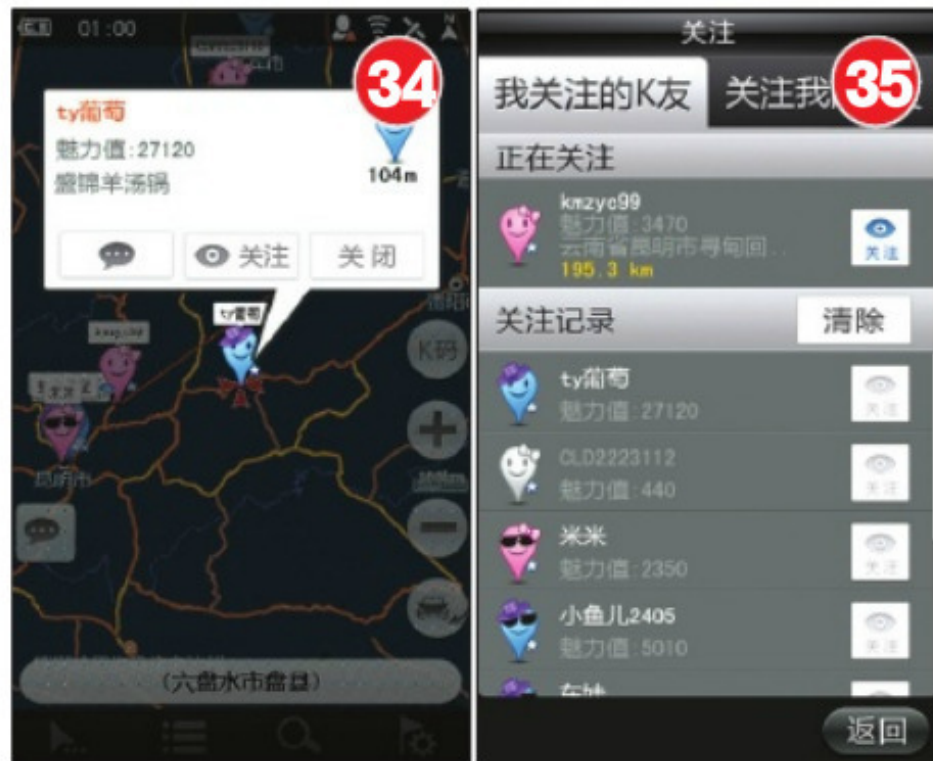 01:00
N
34
ty葡萄
魅力值:27120
盛锦羊汤锅
104m
关注
关闭
ty葡萄
K码
昆明市
(六盘水市盘县)
关注
35
我关注的K友
关注我
正在关注
kmzyc99
魅力值:3470
云南省昆明市寻甸回..
195.3 km
关注
关注记录
清除
ty葡萄
魅力值:27120
关注
CLD2223112
魅力值:440
关注
米米
魅力值:2350
关注
小鱼儿2405
魅力值:5010
关注
返回